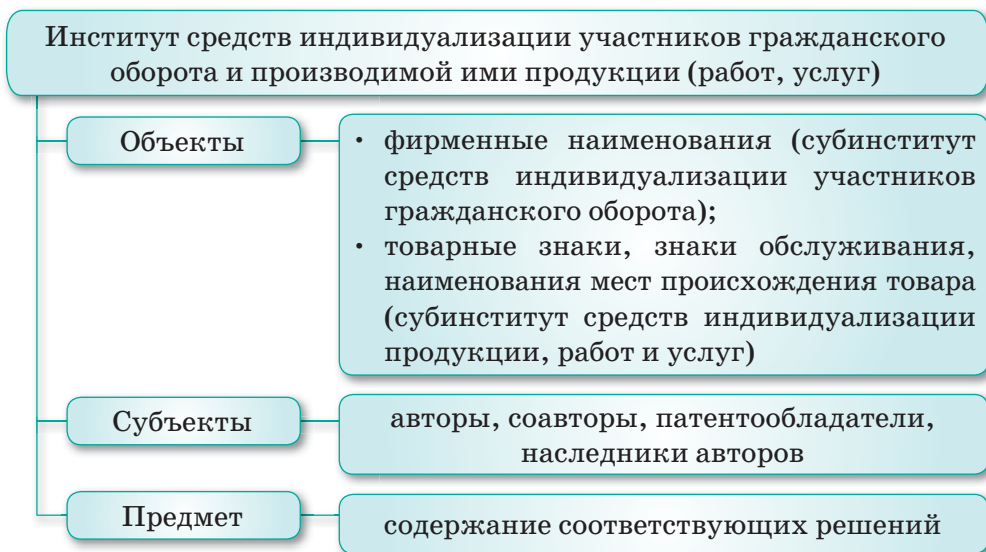 Институт средств индивидуализации участников гражданского
оборота и производимой ими продукции (работ, услуг)
Объекты
• фирменные наименования (субинститут
средств индивидуализации участников
гражданского оборота);
• товарные знаки, знаки обслуживания,
наименования мест происхождения товара
(субинститут средств индивидуализации
продукции, работ и услуг)
Субъекты
авторы, соавторы, патентообладатели,
наследники авторов
Предмет
содержание соответствующих решений